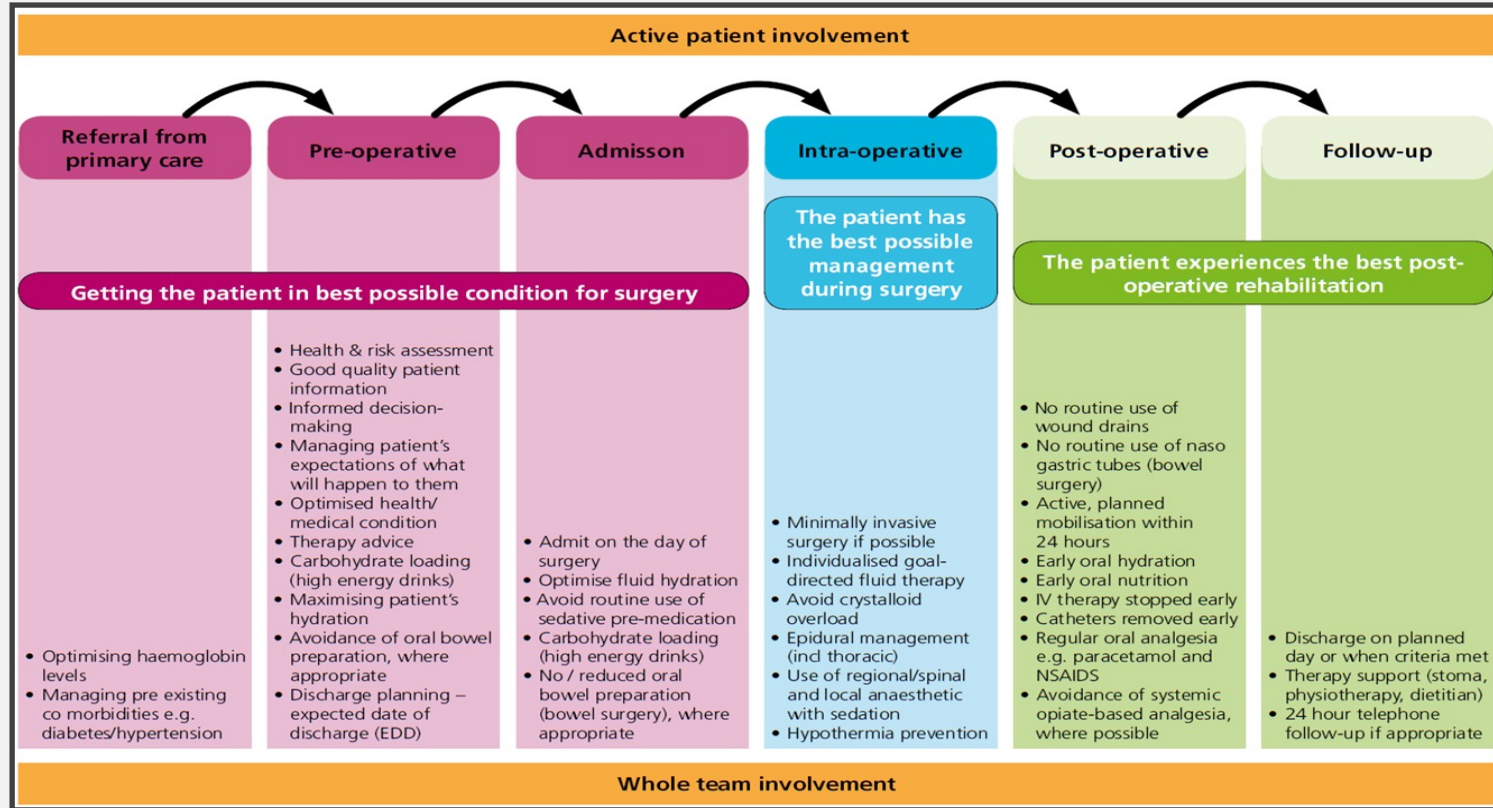 Active patient involvement
Referral from
primary care
Pre-operative
Admisson
Intra-operative
Post-operative
Follow-up
Getting the patient in best possible condition for surgery
The patient has
the best possible
management
during surgery
The patient experiences the best post-
operative rehabilitation
• Optimising haemoglobin
levels
• Managing pre existing
co morbidities e.g.
diabetes/hypertension
• Health & risk assessment
• Good quality patient
information
• Informed decision-
making
• Managing patient's
expectations of what
will happen to them
• Optimised health/
medical condition
• Therapy advice
• Carbohydrate loading
(high energy drinks)
• Maximising patient's
hydration
• Avoidance of oral bowel
preparation, where
appropriate
• Discharge planning –
expected date of
discharge (EDD)
• Admit on the day of
surgery
• Optimise fluid hydration
• Avoid routine use of
sedative pre-medication
• Carbohydrate loading
(high energy drinks)
• No / reduced oral
bowel preparation
(bowel surgery), where
appropriate
• Minimally invasive
surgery if possible
• Individualised goal-
directed fluid therapy
• Avoid crystalloid
overload
• Epidural management
(incl thoracic)
• Use of regional/spinal
and local anaesthetic
with sedation
• Hypothermia prevention
• No routine use of
wound drains
• No routine use of naso
gastric tubes (bowel
surgery)
• Active, planned
mobilisation within
24 hours
• Early oral hydration
• Early oral nutrition
• IV therapy stopped early
• Catheters removed early
• Regular oral analgesia
e.g. paracetamol and
NSAIDS
• Avoidance of systemic
opiate-based analgesia,
where possible
• Discharge on planned
day or when criteria met
• Therapy support (stoma,
physiotherapy, dietitian)
• 24 hour telephone
follow-up if appropriate
Whole team involvement